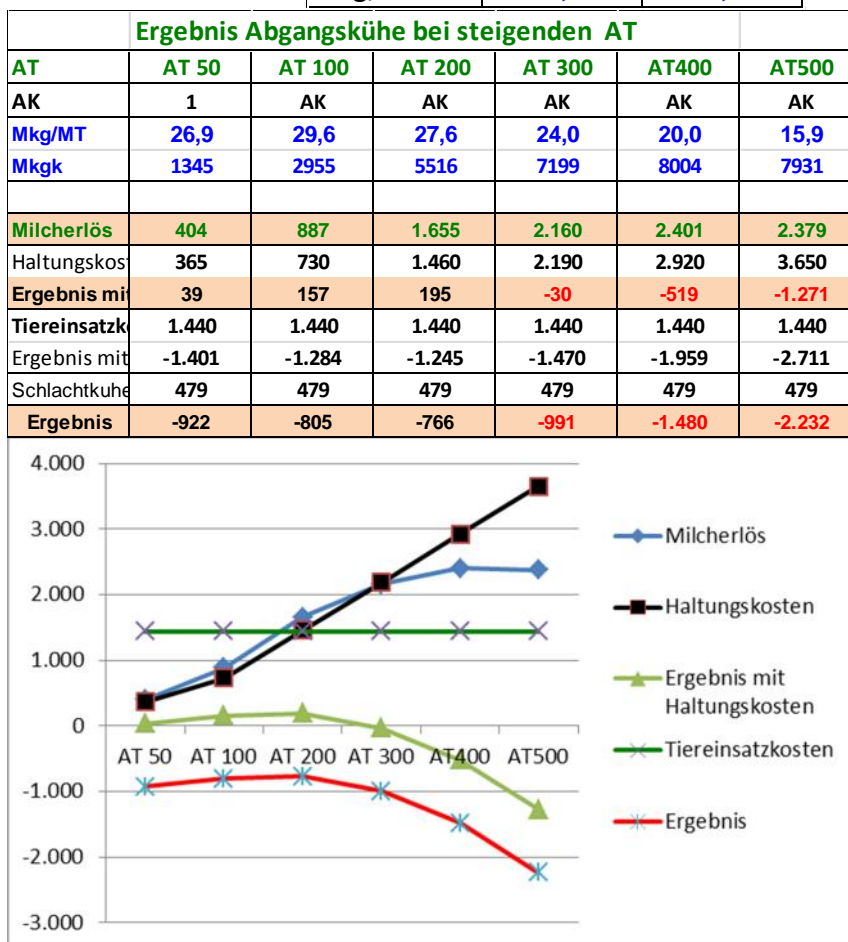 Ergebnis Abgangskühe bei steigenden AT
AT AT 50 AT 100 AT 200 AT 300 AT400 AT500
AK 1 AK AK AK AK AK
Mkg/MT 26,9 29,6 27,6 24,0 20,0 15,9
Mkgk 1345 2955 5516 7199 8004 7931
Milcherlös 404 887 1.655 2.160 2.401 2.379
Haltungskost 365 730 1.460 2.190 2.920 3.650
Ergebnis mit 39 157 195 -30 -519 -1.271
Tiereinsatzk 1.440 1.440 1.440 1.440 1.440 1.440
Ergebnis mit -1.401 -1.284 -1.245 -1.470 -1.959 -2.711
Schlachtkuhe 479 479 479 479 479 479
Ergebnis -922 -805 -766 -991 -1.480 -2.232
4.000
3.000
2.000
1.000
0
-1.000
-2.000
-3.000
AT 50 AT 100 AT 200 AT 300 AT400 AT500
Milcherlös
Haltungskosten
Ergebnis mit
Haltungskosten
Tiereinsatzkosten
Ergebnis